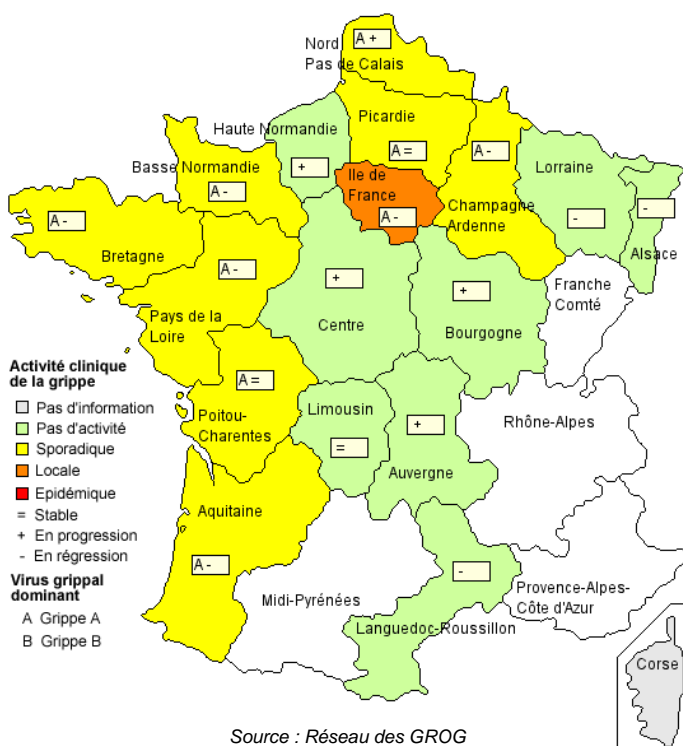 A +
Nord
Pas de Calais
Picardie
Haute Normandie
A =
A -
Lorraine
+
Basse Normandie
A -
Ile de
France
A -
Champagne
Ardenne
-
-
Alsace
A -
Bretagne
A -
+
+
Franche
Comté
Pays de la
Loire
Centre
Bourgogne
A =
Poitou-
Charentes
Limousin
=
+
Auvergne
Rhône-Alpes
Activité clinique
de la grippe
Pas d'information
Pas d'activité
Sporadique
Locale
Epidémique
= Stable
+ En progression
- En régression
Virus grippal
dominant
A Grippe A
B Grippe B
Aquitaine
A -
Midi-Pyrénées
-
Languedoc-Roussillon
Provence-Alpes-
Côte d'Azur
Corse
Source : Réseau des GROG